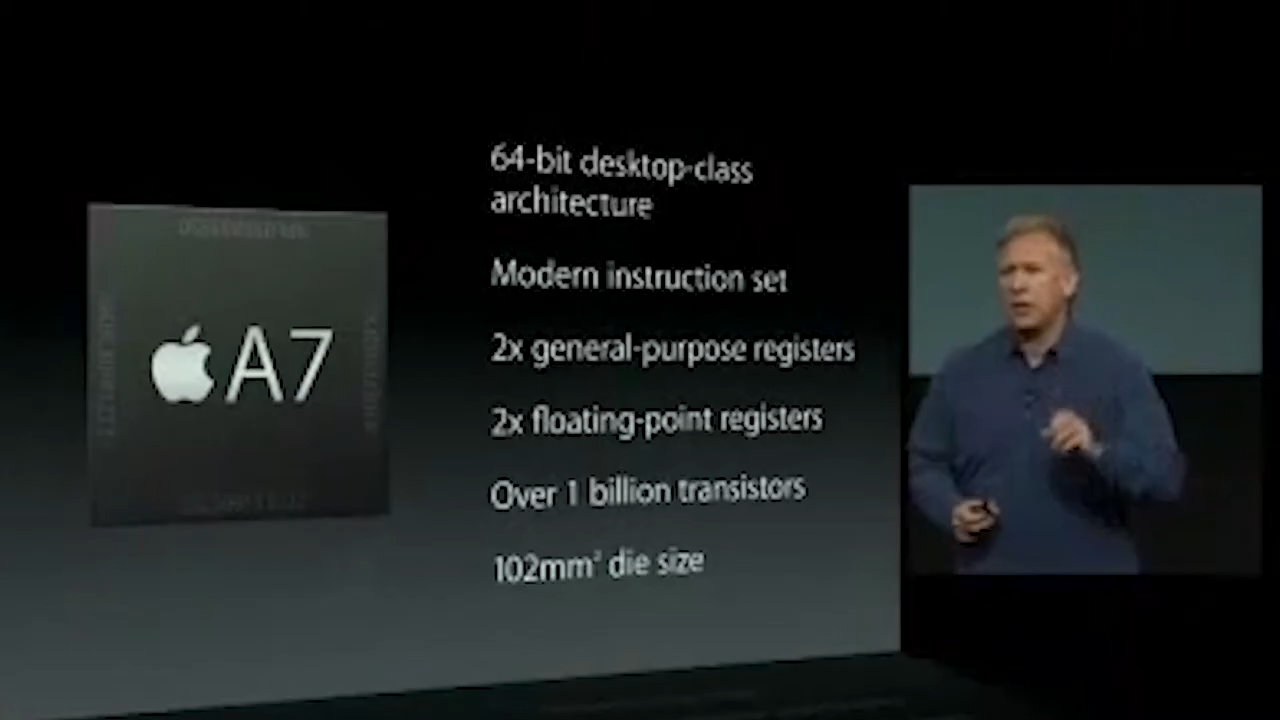 A7
64-bit desktop-class
architecture
Modern instruction set
2x general-purpose registers
2x floating-point registers
Over 1 billion transistors
102mm² die size